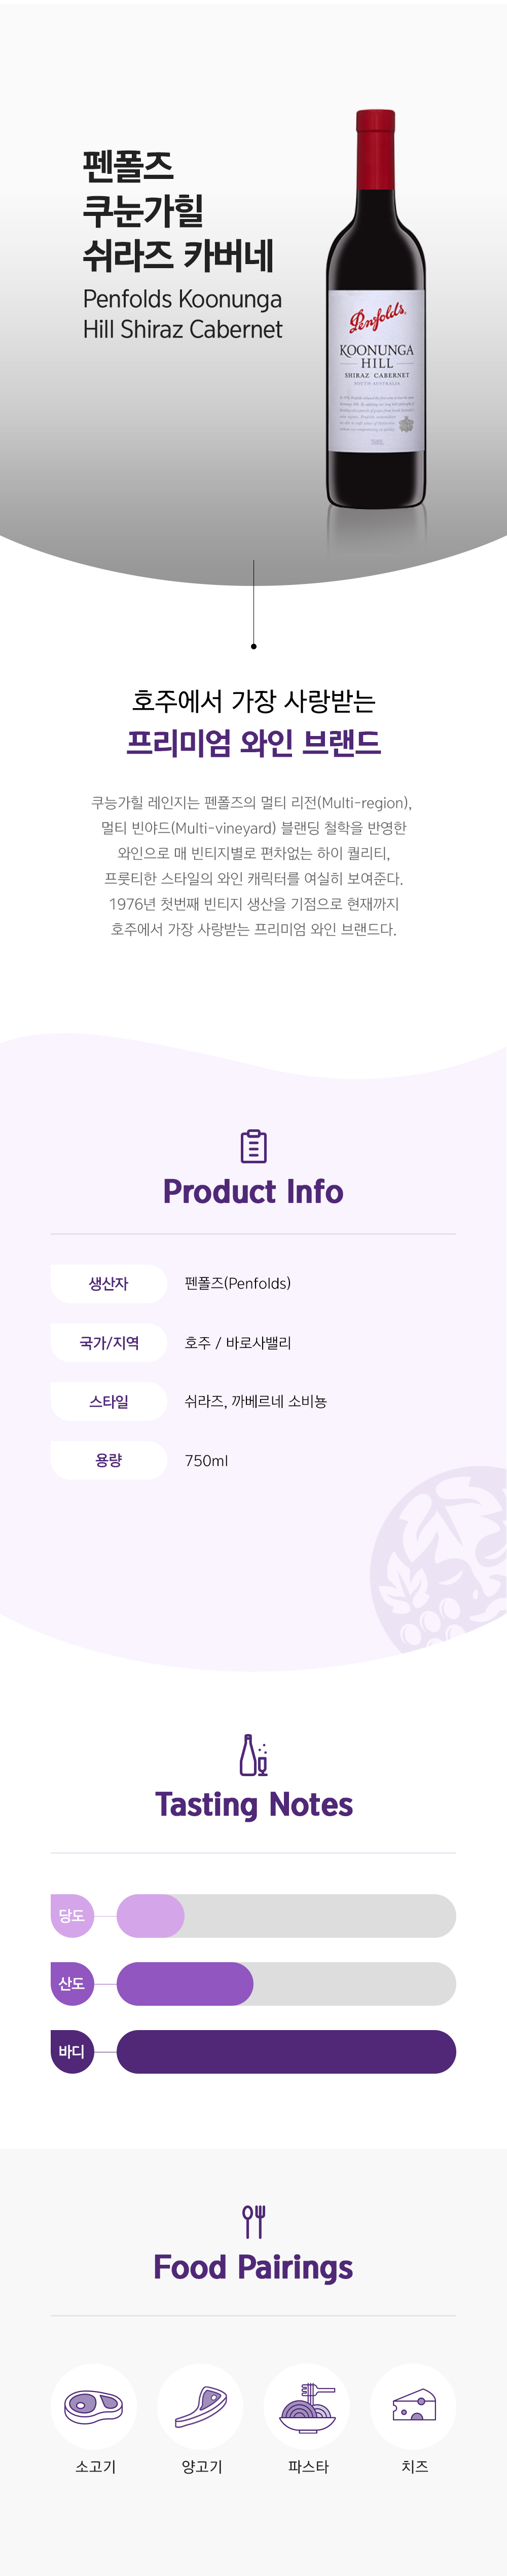 펜폴즈
쿠눈가힐
쉬라즈 카버네
Penfolds Koonunga
Hill Shiraz Cabernet
Penfolds
KOONUNGA
HILL
SHIRAZ CABERNET
SOUTH AUSTRALIA
호주에서 가장 사랑받는
프리미엄 와인 브랜드
쿠능가힐 레인지는 펜폴즈의 멀티 리전(Multi-region),
멀티 빈야드(Multi-vineyard) 블랜딩 철학을 반영한
와인으로 매 빈티지별로 편차없는 하이 퀄리티,
프룻티한 스타일의 와인 캐릭터를 여실히 보여준다.
1976년 첫번째 빈티지 생산을 기점으로 현재까지
호주에서 가장 사랑받는 프리미엄 와인 브랜드다.
Product Info
생산자 펜폴즈(Penfolds)
국가/지역 호주 / 바로사밸리
스타일 쉬라즈, 까베르네 소비뇽
용량 750ml
Tasting Notes
당도
산도
바디
Food Pairings
소고기 양고기 파스타 치즈